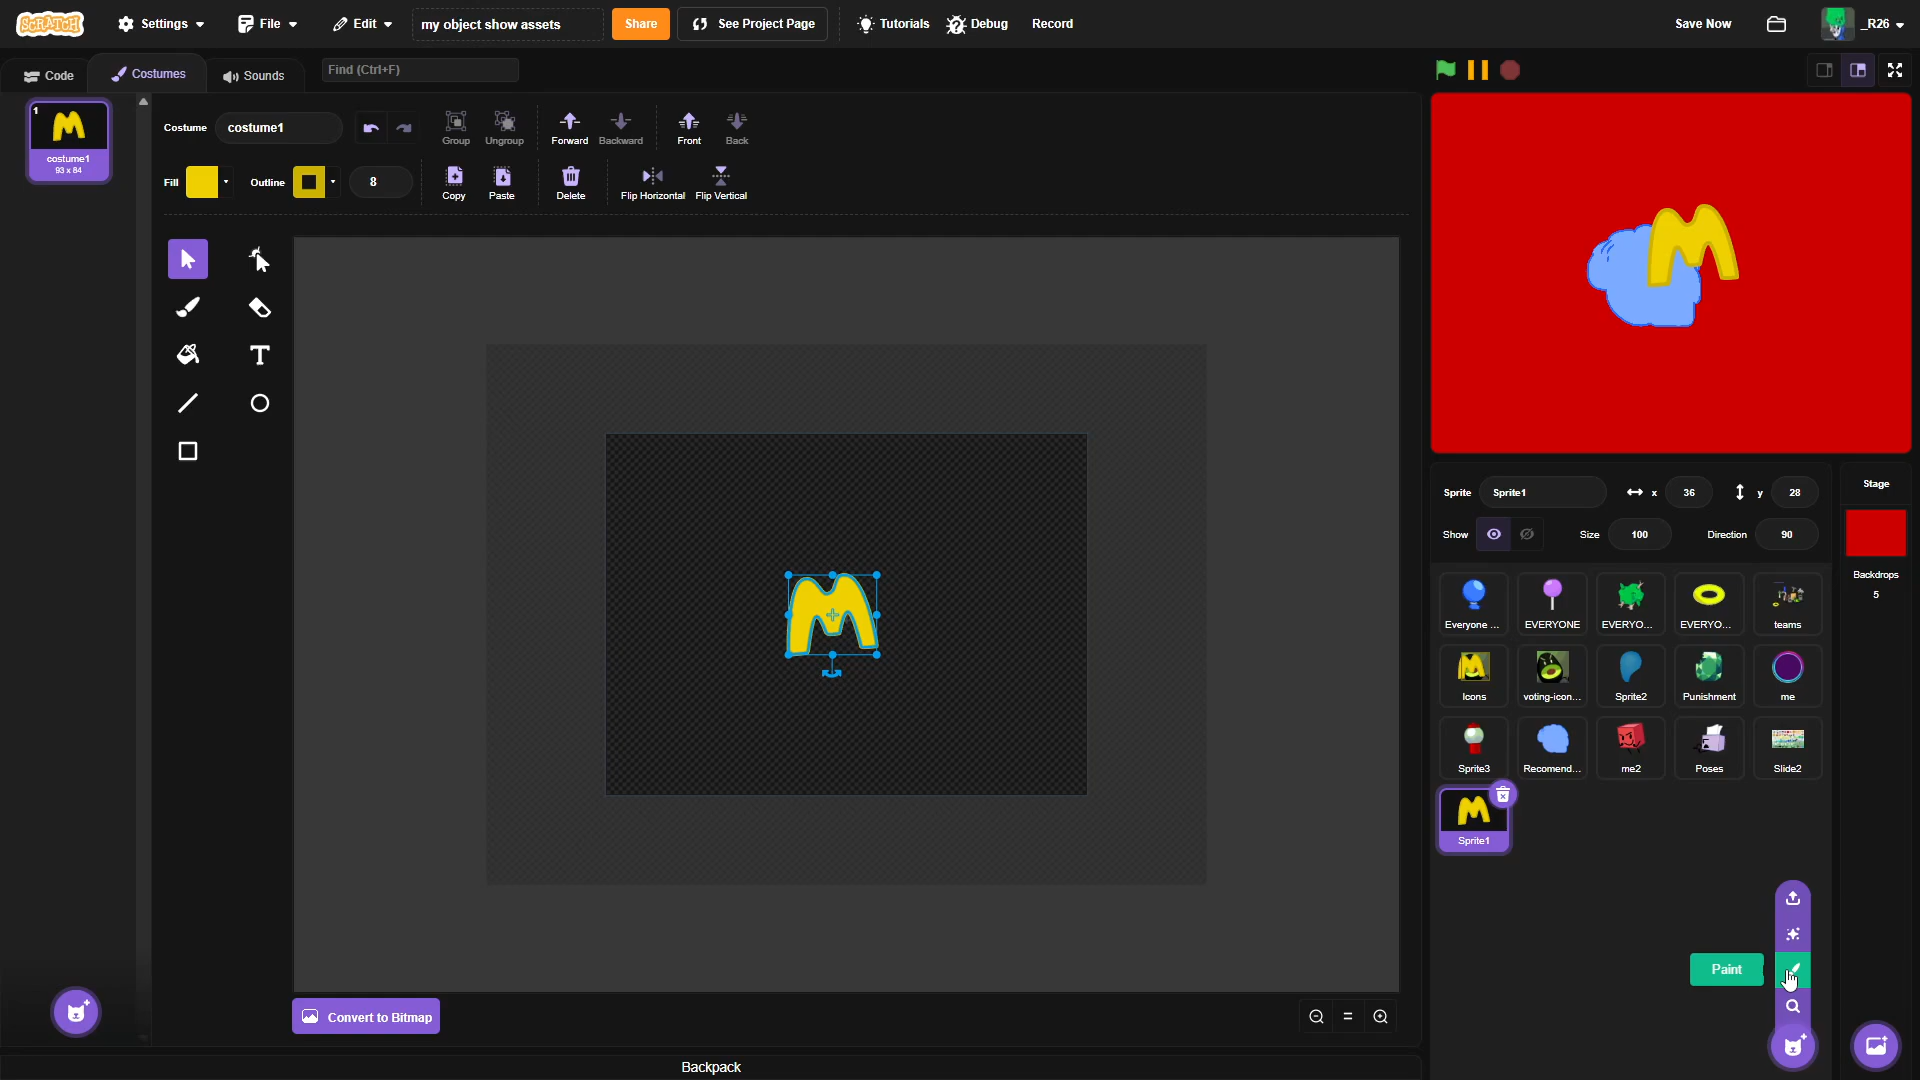 SCRATCH Settings File Edit my object show assets Share See Project Page Tutorials Debug Record Save Now _R26
Code Costumes Sounds Find (Ctrl+F)
1
costume1
93 x 84
Costume costume1 Group Ungroup Forward Backward Front Back
Fill Outline 8 Copy Paste Delete Flip Horizontal Flip Vertical
M
M
M
Sprite Sprite1 x 36 y 28
Show Size 100 Direction 90
Stage
Backdrops
5
Everyone ... EVERYONE EVERYO... EVERYO... teams
Icons voting-icon... Sprite2 Punishment me
Sprite3 Recomend... me2 Poses Slide2
M
Sprite1
Paint
Convert to Bitmap
Backpack